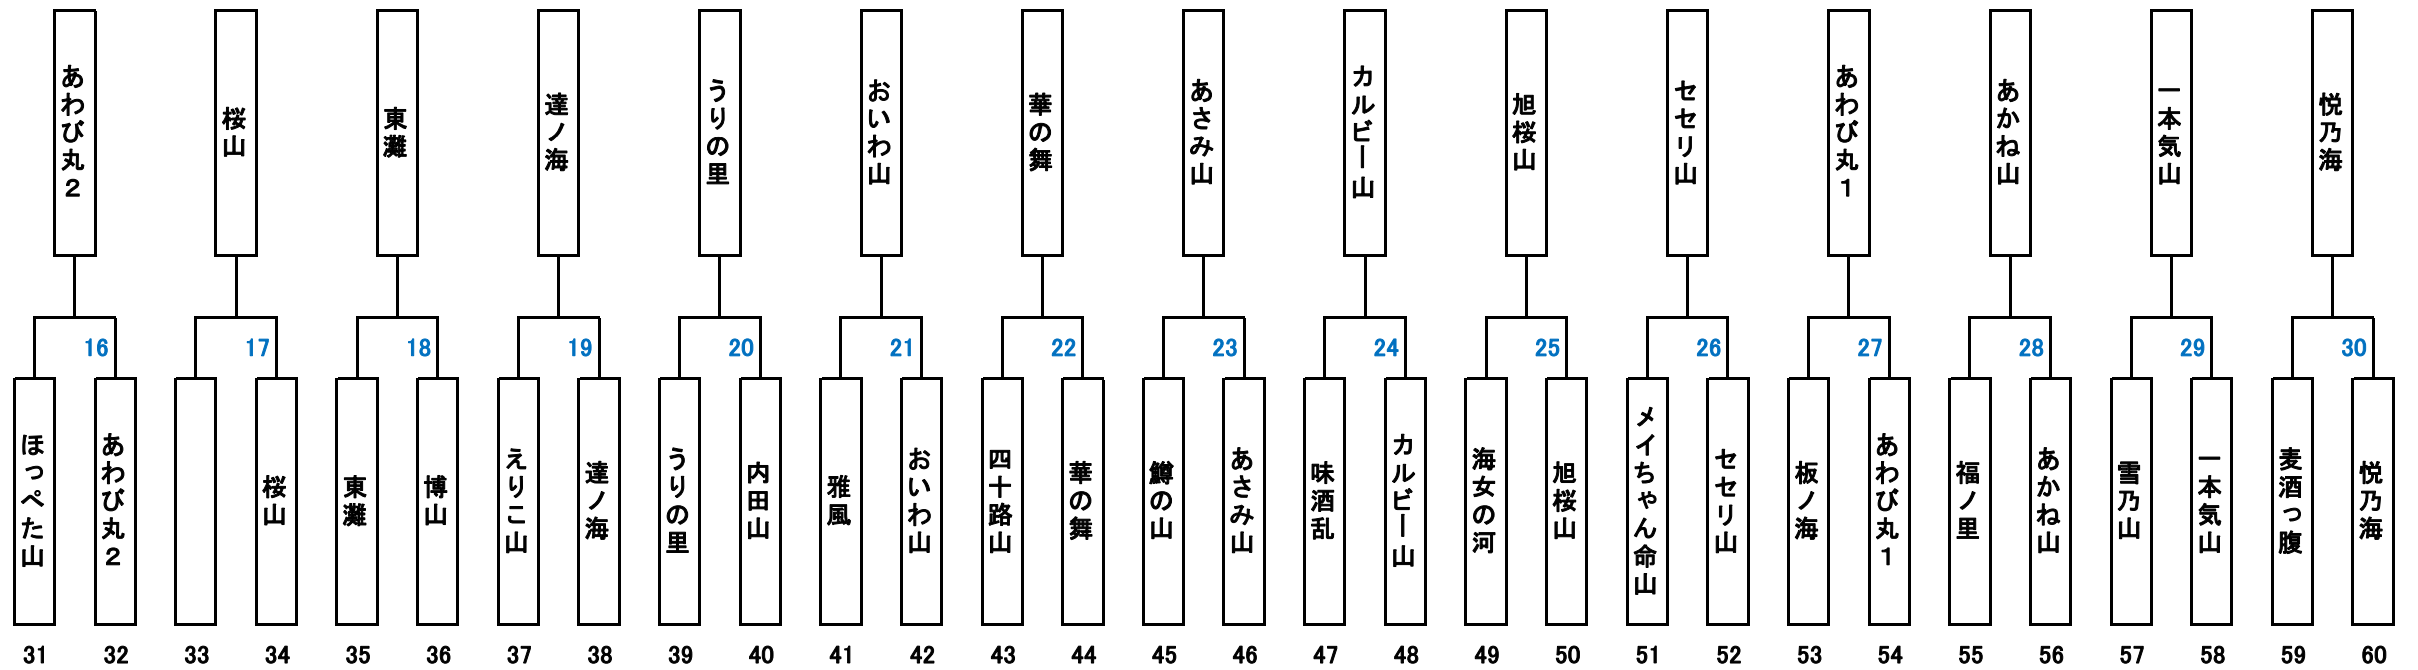 あわび丸２
桜山
東灘
達ノ海
うりの里
おいわ山
華の舞
あさみ山
カルビー山
旭桜山
セセリ山
あわび丸１
あかね山
一本気山
悦乃海
16
17
18
19
20
21
22
23
24
25
26
27
28
29
30
ほっぺた山
あわび丸２
桜山
東灘
博山
えりこ山
達ノ海
うりの里
内田山
雅風
おいわ山
四十路山
華の舞
鱒の山
あさみ山
味酒乱
カルビー山
海女の河
旭桜山
メイちゃん命山
セセリ山
板ノ海
あわび丸１
福ノ里
あかね山
雪乃山
一本気山
麦酒っ腹
悦乃海
31
32
33
34
35
36
37
38
39
40
41
42
43
44
45
46
47
48
49
50
51
52
53
54
55
56
57
58
59
60